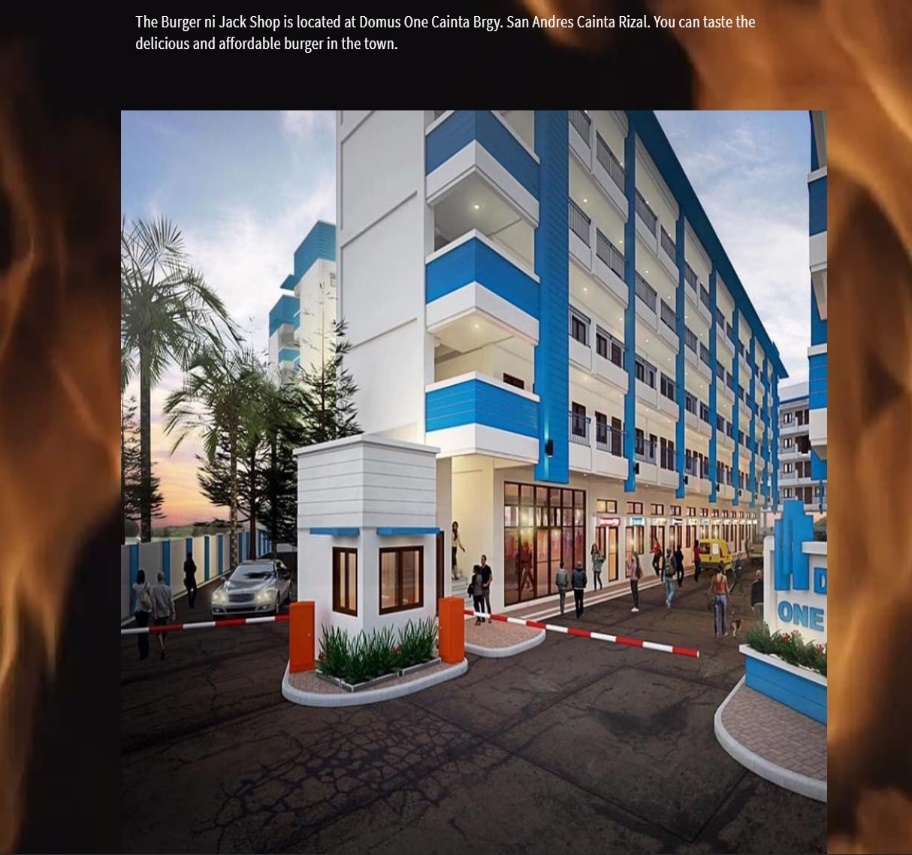 The Burger ni Jack Shop is located at Domus One Cainta Brgy. San Andres Cainta Rizal. You can taste the
delicious and affordable burger in the town.
D
ONE